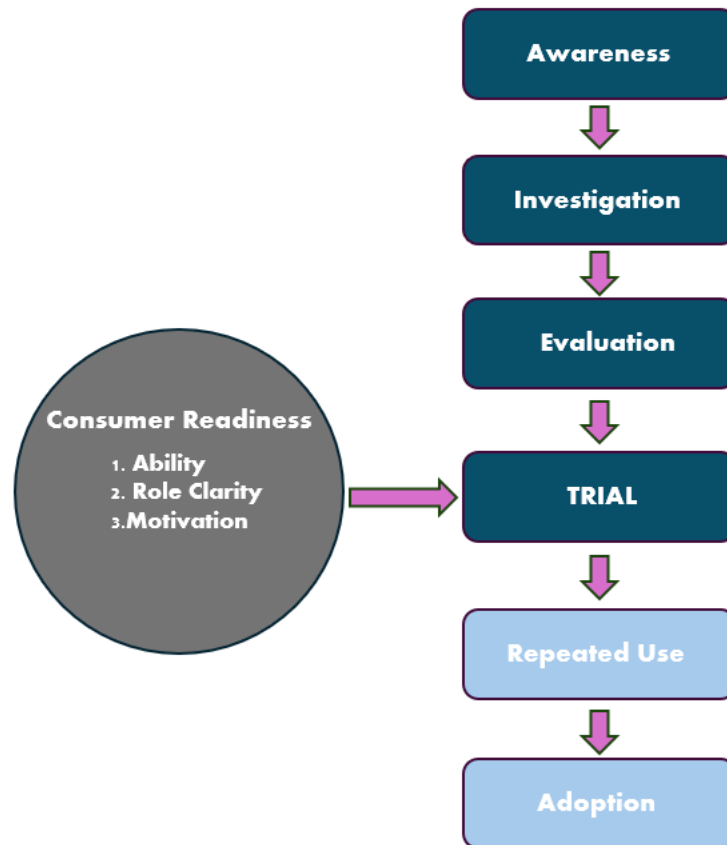 Awareness
Investigation
Evaluation
Consumer Readiness
1. Ability
2. Role Clarity
3.Motivation
TRIAL
Repeated Use
Adoption